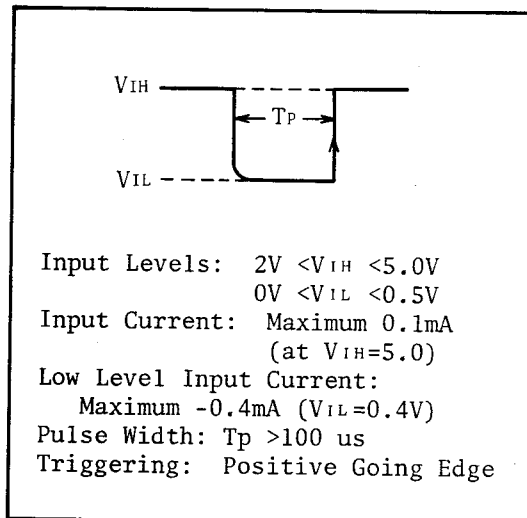 VIH
TP
VIL
Input Levels: 2V <VIH <5.0V
0V <VIL <0.5V
Input Current: Maximum 0.1mA
(at VIH=5.0)
Low Level Input Current:
Maximum -0.4mA (VIL=0.4V)
Pulse Width: Tp >100 us
Triggering: Positive Going Edge